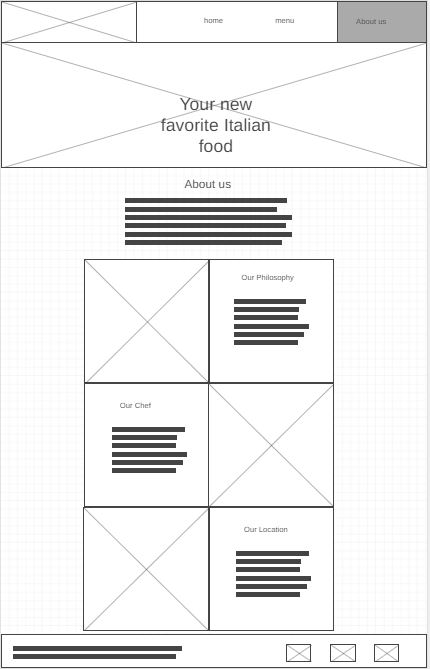 home
menu
About us
Your new
favorite Italian
food
About us
Our Philosophy
Our Chef
Our Location